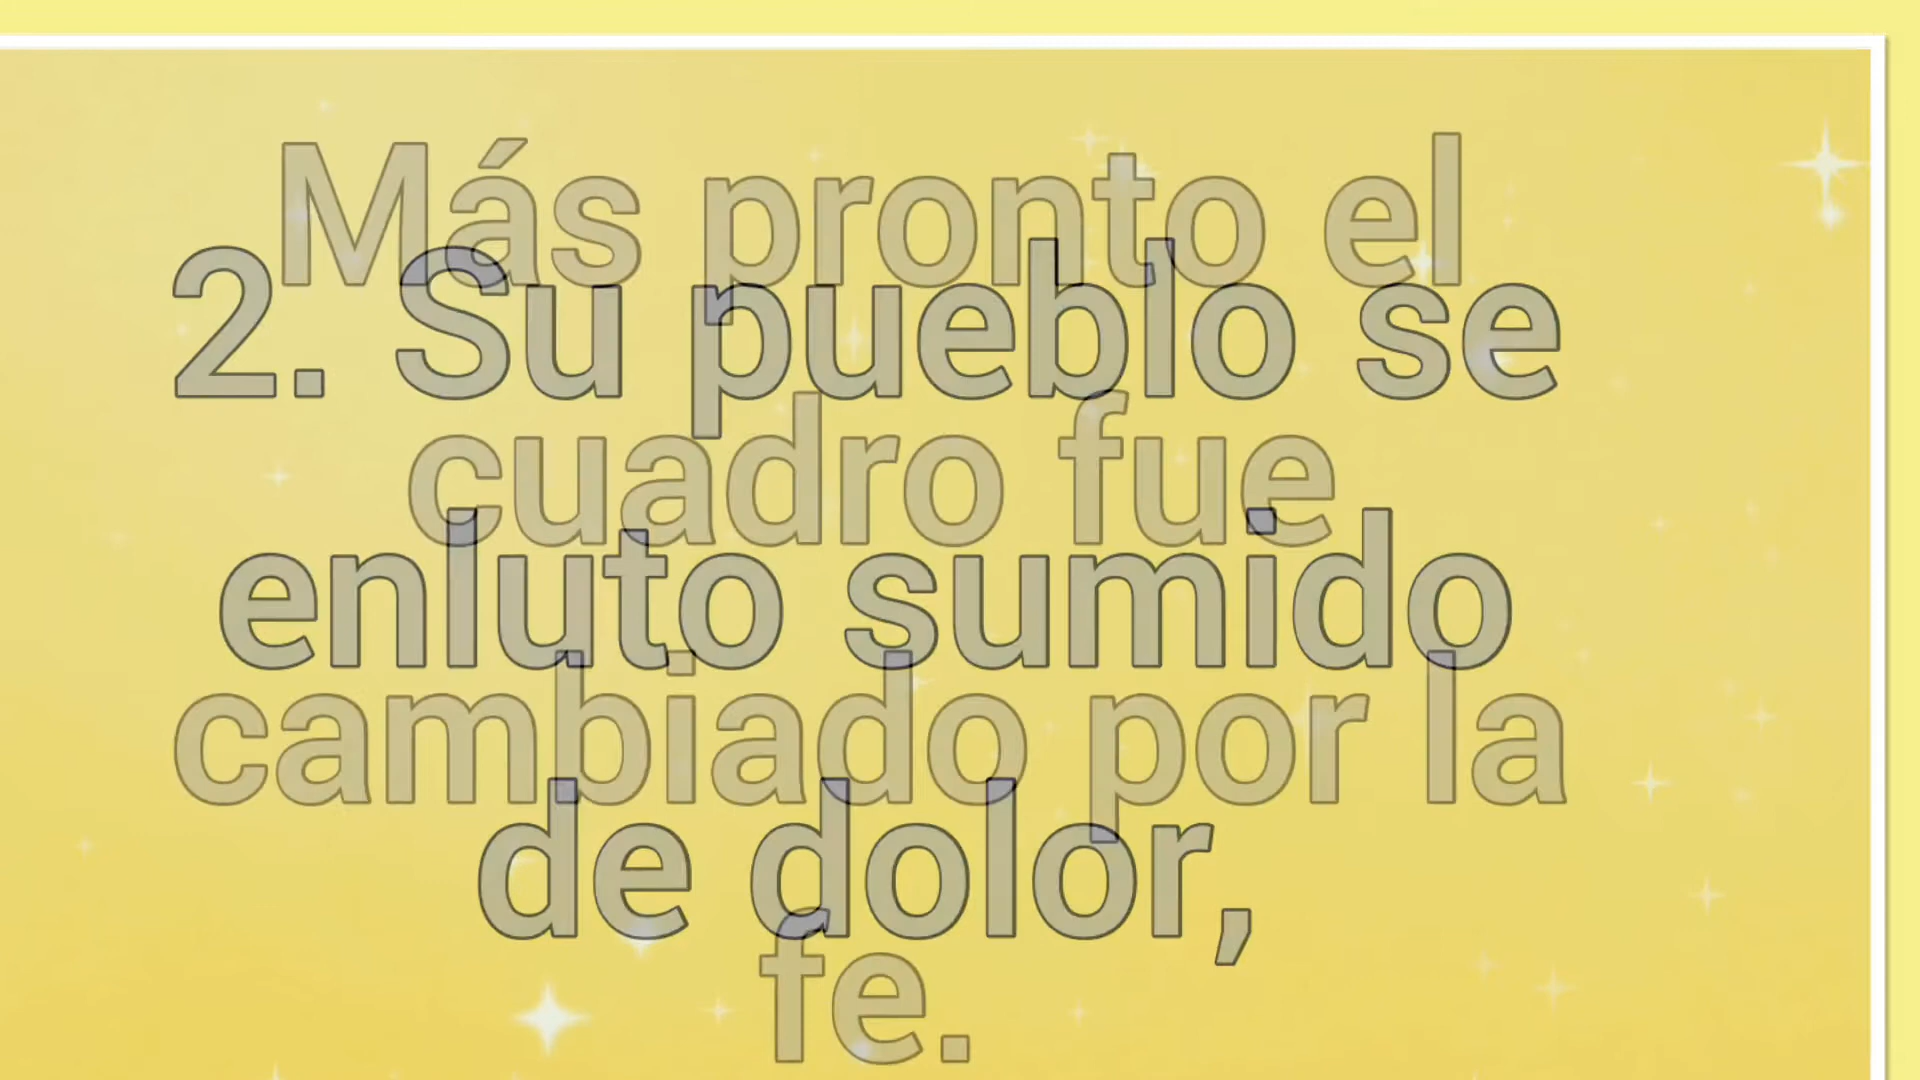 Más pronto el
cuadro fue
cambiado por la
fe.
2. Su pueblo se
enluto sumido
de dolor,